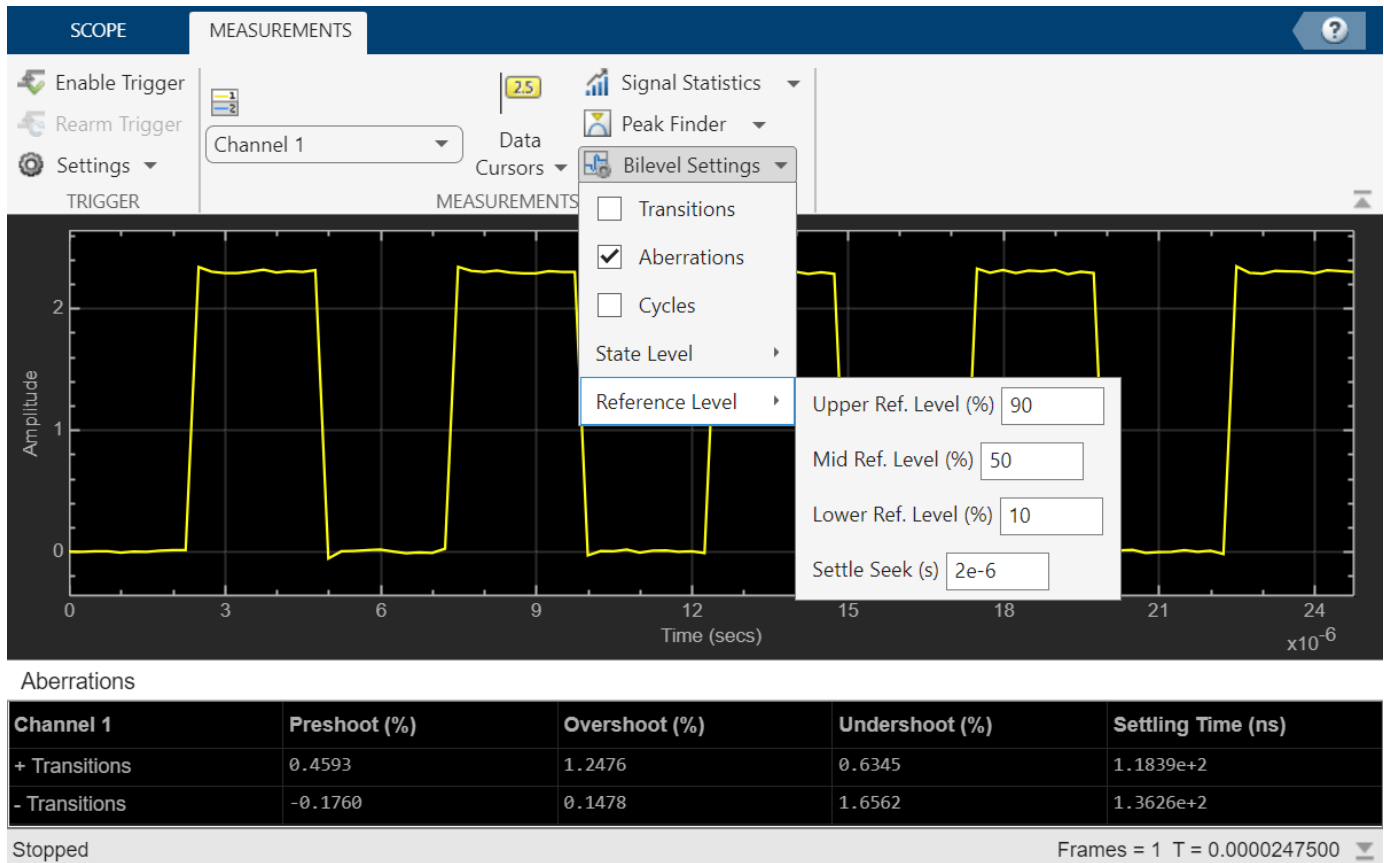 SCOPE
MEASUREMENTS
?
Enable Trigger
Rearm Trigger
Settings
TRIGGER
1
2
Channel 1
2.5
Data
Cursors
Signal Statistics
Peak Finder
Bilevel Settings
MEASUREMENTS
Transitions
Aberrations
Cycles
State Level
Reference Level
Upper Ref. Level (%) 90
Mid Ref. Level (%) 50
Lower Ref. Level (%) 10
Settle Seek (s) 2e-6
Amplitude
2
1
0
0 3 6 9 12 15 18 21 24
Time (secs)
x10-6
Aberrations
Channel 1 Preshoot (%) Overshoot (%) Undershoot (%) Settling Time (ns)
+ Transitions 0.4593 1.2476 0.6345 1.1839e+2
- Transitions -0.1760 0.1478 1.6562 1.3626e+2
Stopped Frames = 1 T = 0.0000247500